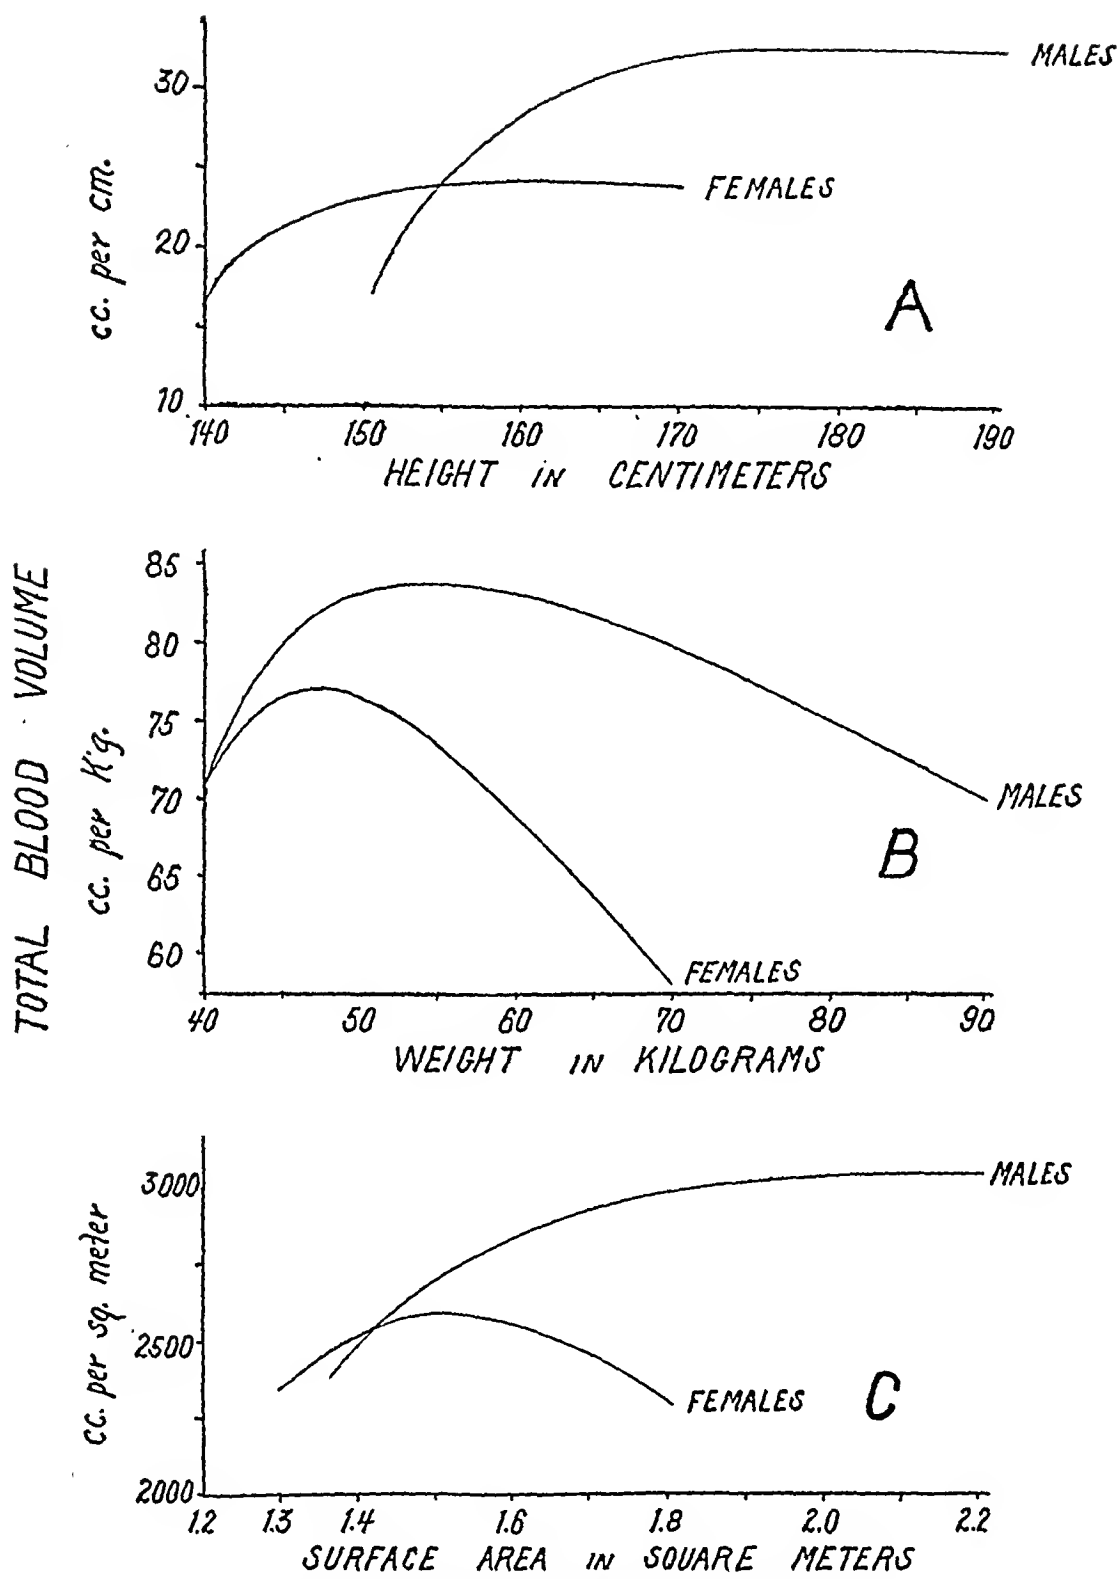 TOTAL BLOOD VOLUME
cc. per cm.
30
20
10
MALES
FEMALES
A
140 150 160 170 180 190
HEIGHT IN CENTIMETERS
cc. per Kg.
85
80
75
70
65
60
MALES
B
FEMALES
40 50 60 70 80 90
WEIGHT IN KILOGRAMS
cc. per sq. meter
3000
2500
2000
MALES
C
FEMALES
1.2 1.3 1.4 1.6 1.8 2.0 2.2
SURFACE AREA IN SQUARE METERS